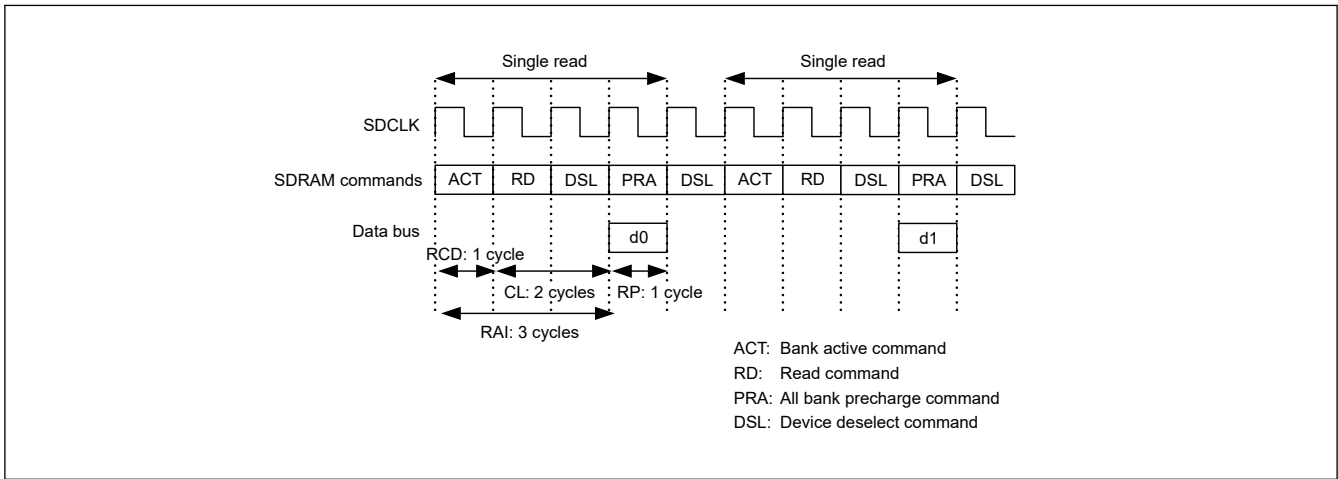 Single read Single read
SDCLK
SDRAM commands ACT RD DSL PRA DSL ACT RD DSL PRA DSL
Data bus d0 d1
RCD: 1 cycle
CL: 2 cycles RP: 1 cycle
RAI: 3 cycles
ACT: Bank active command
RD: Read command
PRA: All bank precharge command
DSL: Device deselect command